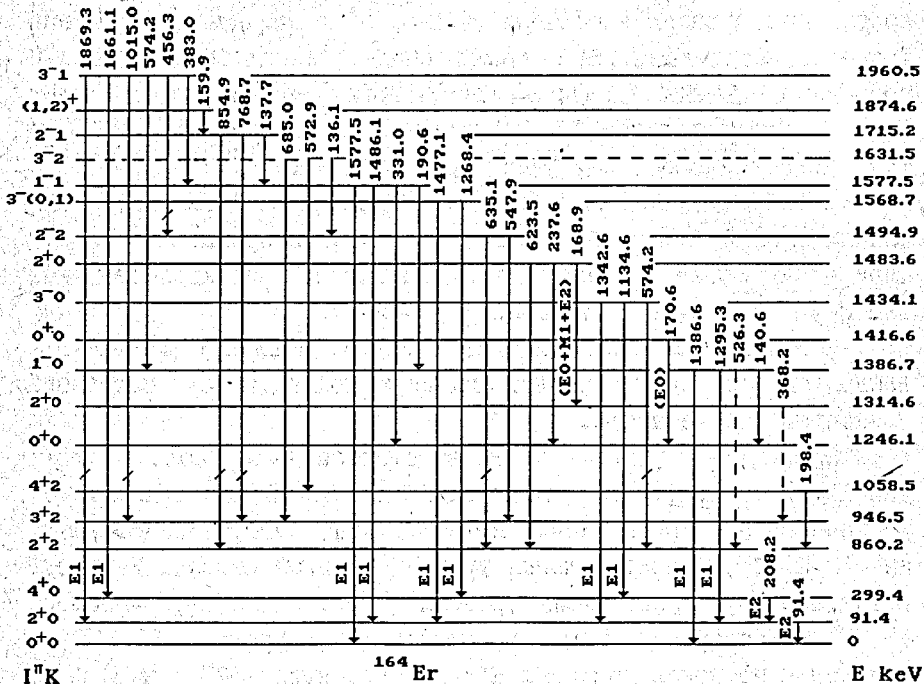 1869.3 1661.1 1015.0 574.2 456.3 383.0
3⁻1 159.9 1960.5
(1,2)⁺ 854.9 768.7 137.7 1874.6
2⁻1 685.0 572.9 136.1 1715.2
3⁻2 1577.5 1486.1 331.0 190.6 1477.1 1268.4 1631.5
1⁻1 1577.5
3⁻(0,1) 635.1 547.9 623.5 237.6 168.9 1568.7
2⁻2 1494.9
2⁺0 1342.6 1134.6 574.2 1483.6
3⁻0 170.6 1434.1
0⁺0 (E0+M1+E2) 1386.6 1295.3 526.3 140.6 1416.6
1⁻0 (E0) 368.2 1386.7
2⁺0 1314.6
0⁺0 198.4 1246.1
4⁺2 1058.5
3⁺2 946.5
2⁺2 860.2
E1 E1 E1 E1 E1 E1 E1 E1 E1 E1 208.2
4⁺0 E2 91.4 299.4
2⁺0 E2 91.4
0⁺0 0
IᴨK ¹⁶⁴Er E keV